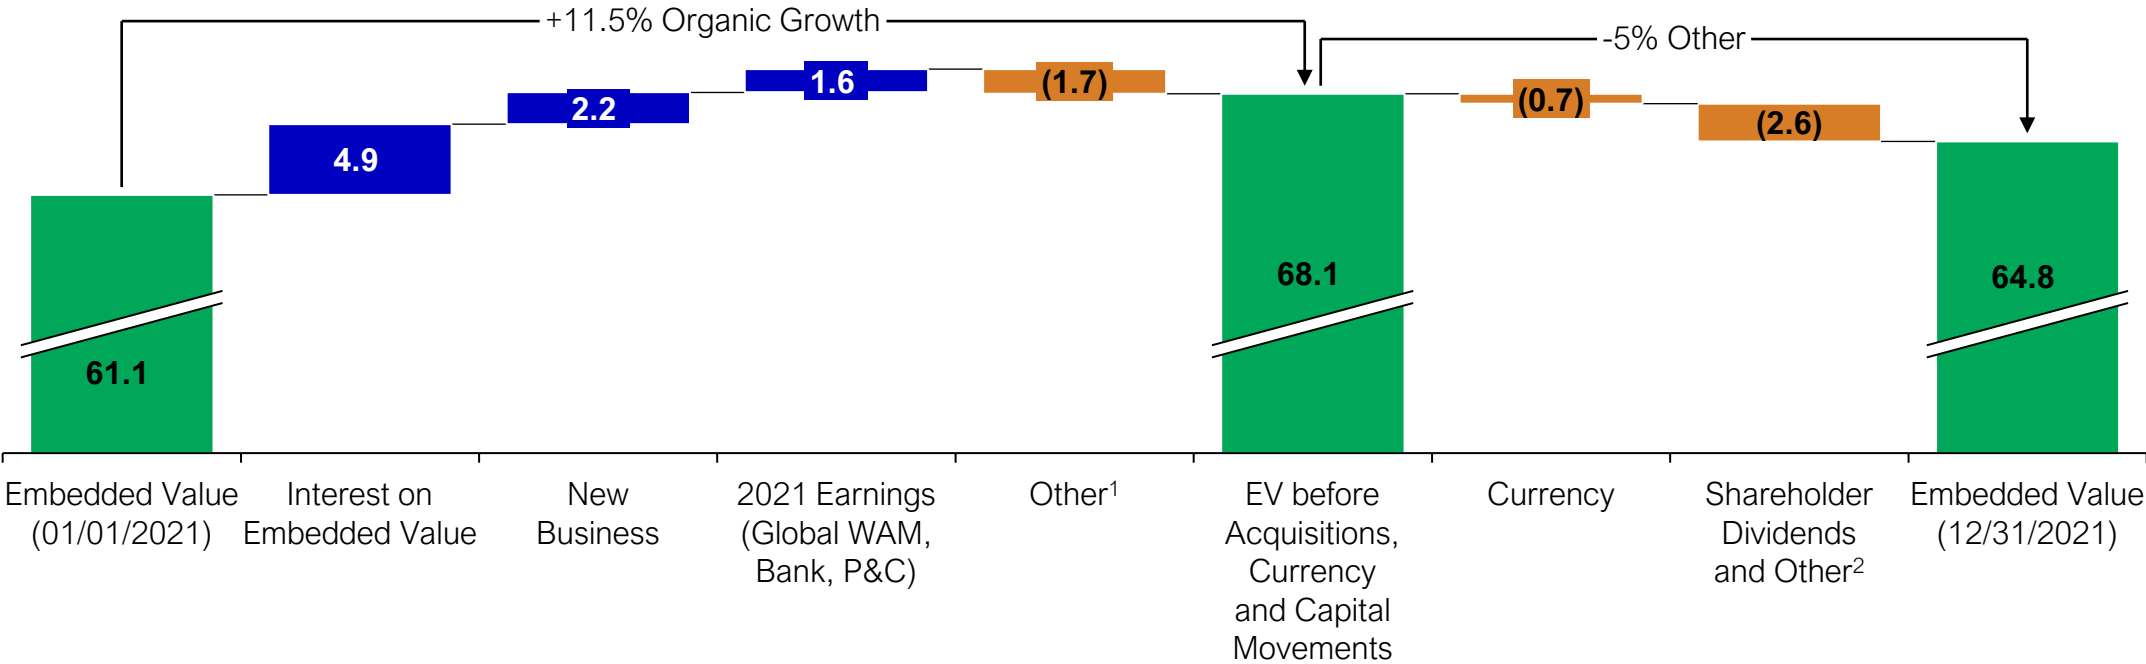 +11.5% Organic Growth
-5% Other
1.6
(1.7)
2.2
(0.7)
(2.6)
4.9
68.1
64.8
61.1
Embedded Value
(01/01/2021)
Interest on
Embedded Value
New
Business
2021 Earnings
(Global WAM,
Bank, P&C)
Other¹
EV before
Acquisitions,
Currency
and Capital
Movements
Currency
Shareholder
Dividends
and Other²
Embedded Value
(12/31/2021)